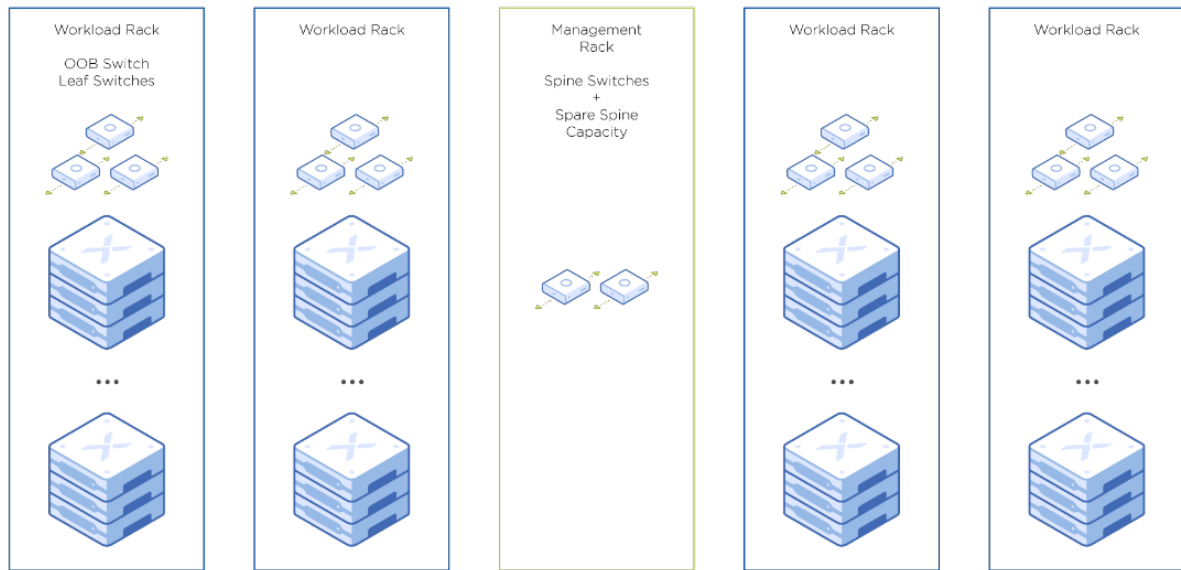 Workload Rack
OOB Switch
Leaf Switches
...
Workload Rack
...
Management
Rack
Spine Switches
+
Spare Spine
Capacity
Workload Rack
...
Workload Rack
...